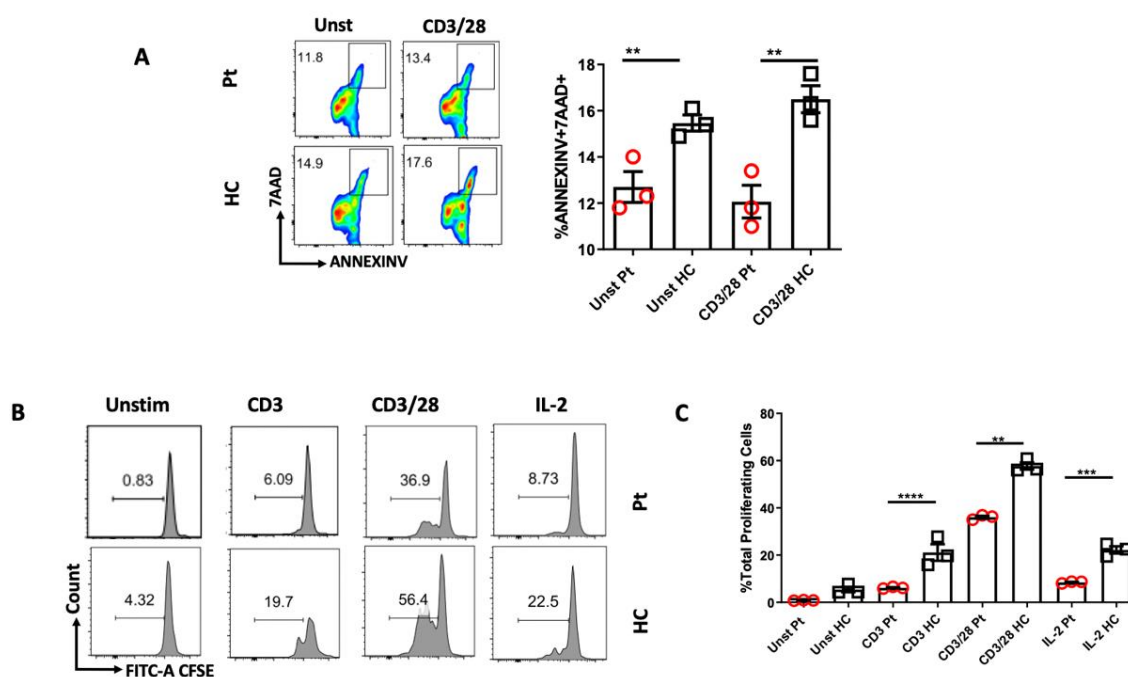 A
Unst CD3/28
Pt
11.8 13.4
HC
14.9 17.6
7AAD
ANNEXINV
%ANNEXINV+7AAD+
18
16
14
12
10
** **
Unst Pt Unst HC CD3/28 Pt CD3/28 HC
B
Unstim CD3 CD3/28 IL-2
0.83 6.09 36.9 8.73
Pt
4.32 19.7 56.4 22.5
HC
Count
FITC-A CFSE
C
%Total Proliferating Cells
80
60
40
20
0
**** ** ***
Unst Pt Unst HC CD3 Pt CD3 HC CD3/28 Pt CD3/28 HC IL-2 Pt IL-2 HC